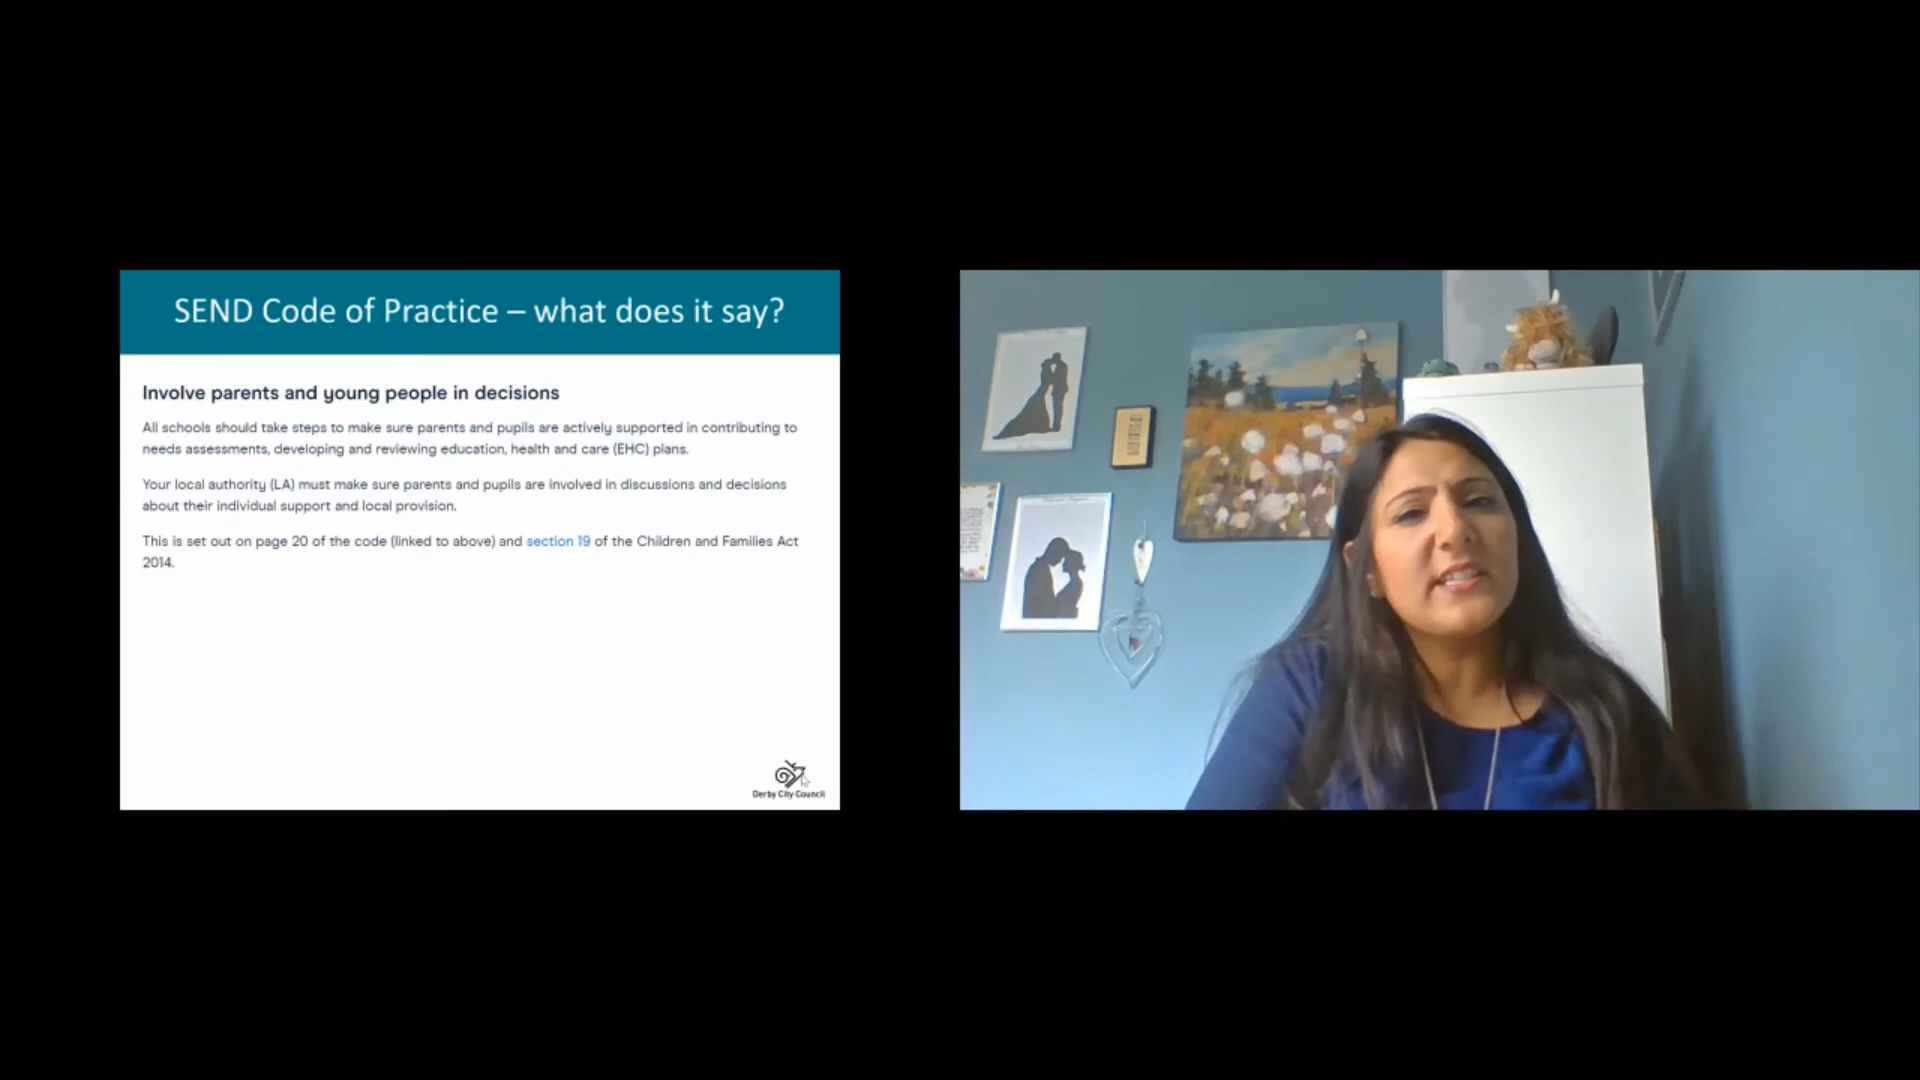 SEND Code of Practice – what does it say?
Involve parents and young people in decisions
All schools should take steps to make sure parents and pupils are actively supported in contributing to
needs assessments, developing and reviewing education, health and care (EHC) plans.
Your local authority (LA) must make sure parents and pupils are involved in discussions and decisions
about their individual support and local provision.
This is set out on page 20 of the code (linked to above) and section 19 of the Children and Families Act
2014.
Derby City Council